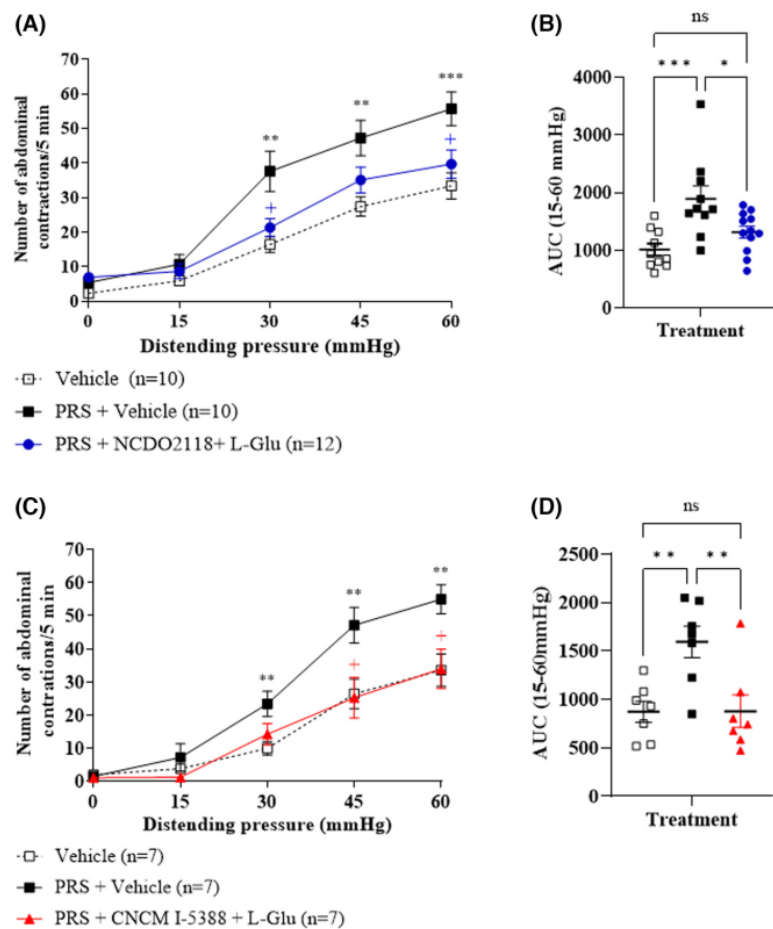 (A)
Number of abdominal
contractions/5 min
70
60
50
40
30
20
10
0
**
**
***
+
+
0 15 30 45 60
Distending pressure (mmHg)
Vehicle (n=10)
PRS + Vehicle (n=10)
PRS + NCDO2118+ L-Glu (n=12)
(B)
ns
*** *
AUC (15-60 mmHg)
4000
3000
2000
1000
0
Treatment
(C)
Number of abdominal
contrations/5 min
70
60
50
40
30
20
10
0
**
**
**
+
+
0 15 30 45 60
Distending pressure (mmHg)
Vehicle (n=7)
PRS + Vehicle (n=7)
PRS + CNCM I-5388 + L-Glu (n=7)
(D)
ns
** **
AUC (15-60mmHg)
2500
2000
1500
1000
500
0
Treatment